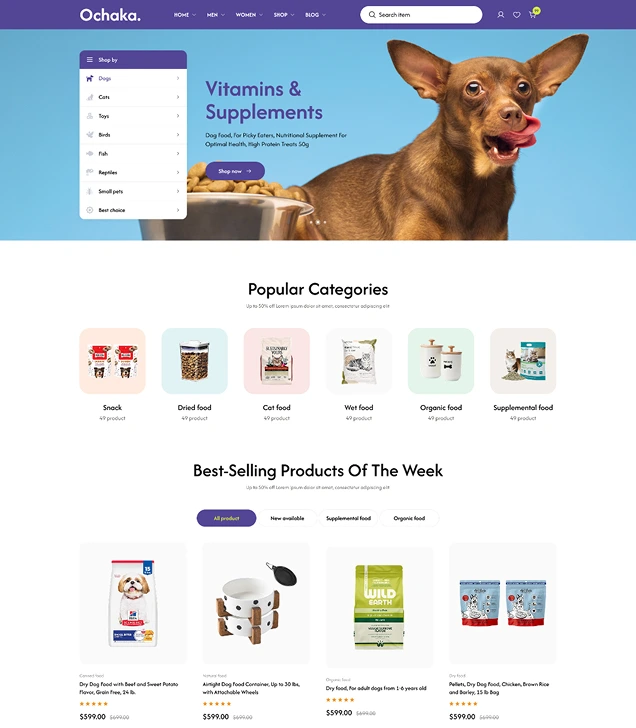 Ochaka.
HOME MEN WOMEN SHOP BLOG
Search item
Shop by
Dogs
Cats
Toys
Birds
Fish
Reptiles
Small pets
Best choice
Vitamins &
Supplements
Dog Food, For Picky Eaters, Nutritional Supplement For
Optimal Health, High Protein Treats 50g
Shop now
Popular Categories
Up to 50% off Lorem ipsum dolor sit amet, consectetur adipiscing elit
Snack
Dried food
Cat food
Wet food
Organic food
Supplemental food
49 product
49 product
49 product
49 product
49 product
49 product
Best-Selling Products Of The Week
Up to 50% off Lorem ipsum dolor sit amet, consectetur adipiscing elit
All product
New available
Supplemental food
Organic food
15
Hill's
WILD
EARTH
Dry Dog Food with Beef and Sweet Potato
Flavor, Grain Free, 24 lb.
$599.00 $699.00
Airtight Dog Food Container, Up to 30 lbs,
with Attachable Wheels
$599.00 $699.00
Organic food
Dry food, For adult dogs from 1-6 years old
$599.00 $699.00
Dry food
Pellets, Dry Dog Food, Chicken, Brown Rice
and Barley, 15 lb Bag
$599.00 $699.00